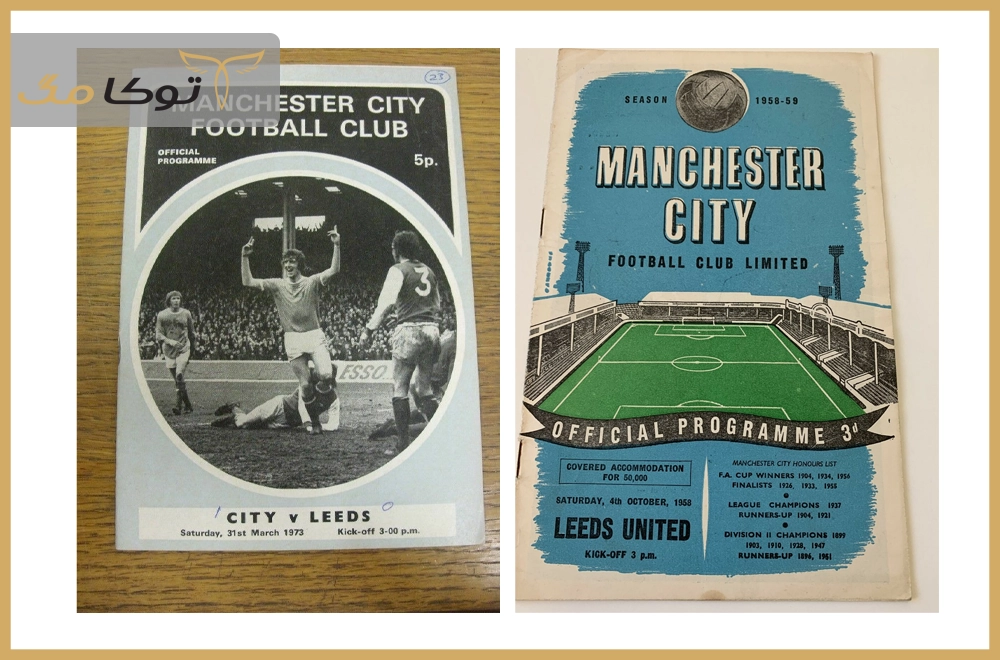 توکا مگ
23
MANCHESTER CITY
FOOTBALL CLUB
OFFICIAL
PROGRAMME
5p.
3
ESSO
1 0
CITY v LEEDS
Saturday, 31st March 1973 Kick-off 3-00 p.m.
SEASON 1958-59
MANCHESTER
CITY
FOOTBALL CLUB LIMITED
OFFICIAL PROGRAMME 3d
COVERED ACCOMMODATION
FOR 50,000
SATURDAY, 4th OCTOBER, 1958
LEEDS UNITED
KICK-OFF 3 p.m.
MANCHESTER CITY HONOURS LIST
F.A. CUP WINNERS 1904, 1934, 1956
FINALISTS 1926, 1933, 1955
LEAGUE CHAMPIONS 1937
RUNNERS-UP 1904, 1921
DIVISION II CHAMPIONS 1899
1903, 1910, 1928, 1947
RUNNERS-UP 1896, 1951